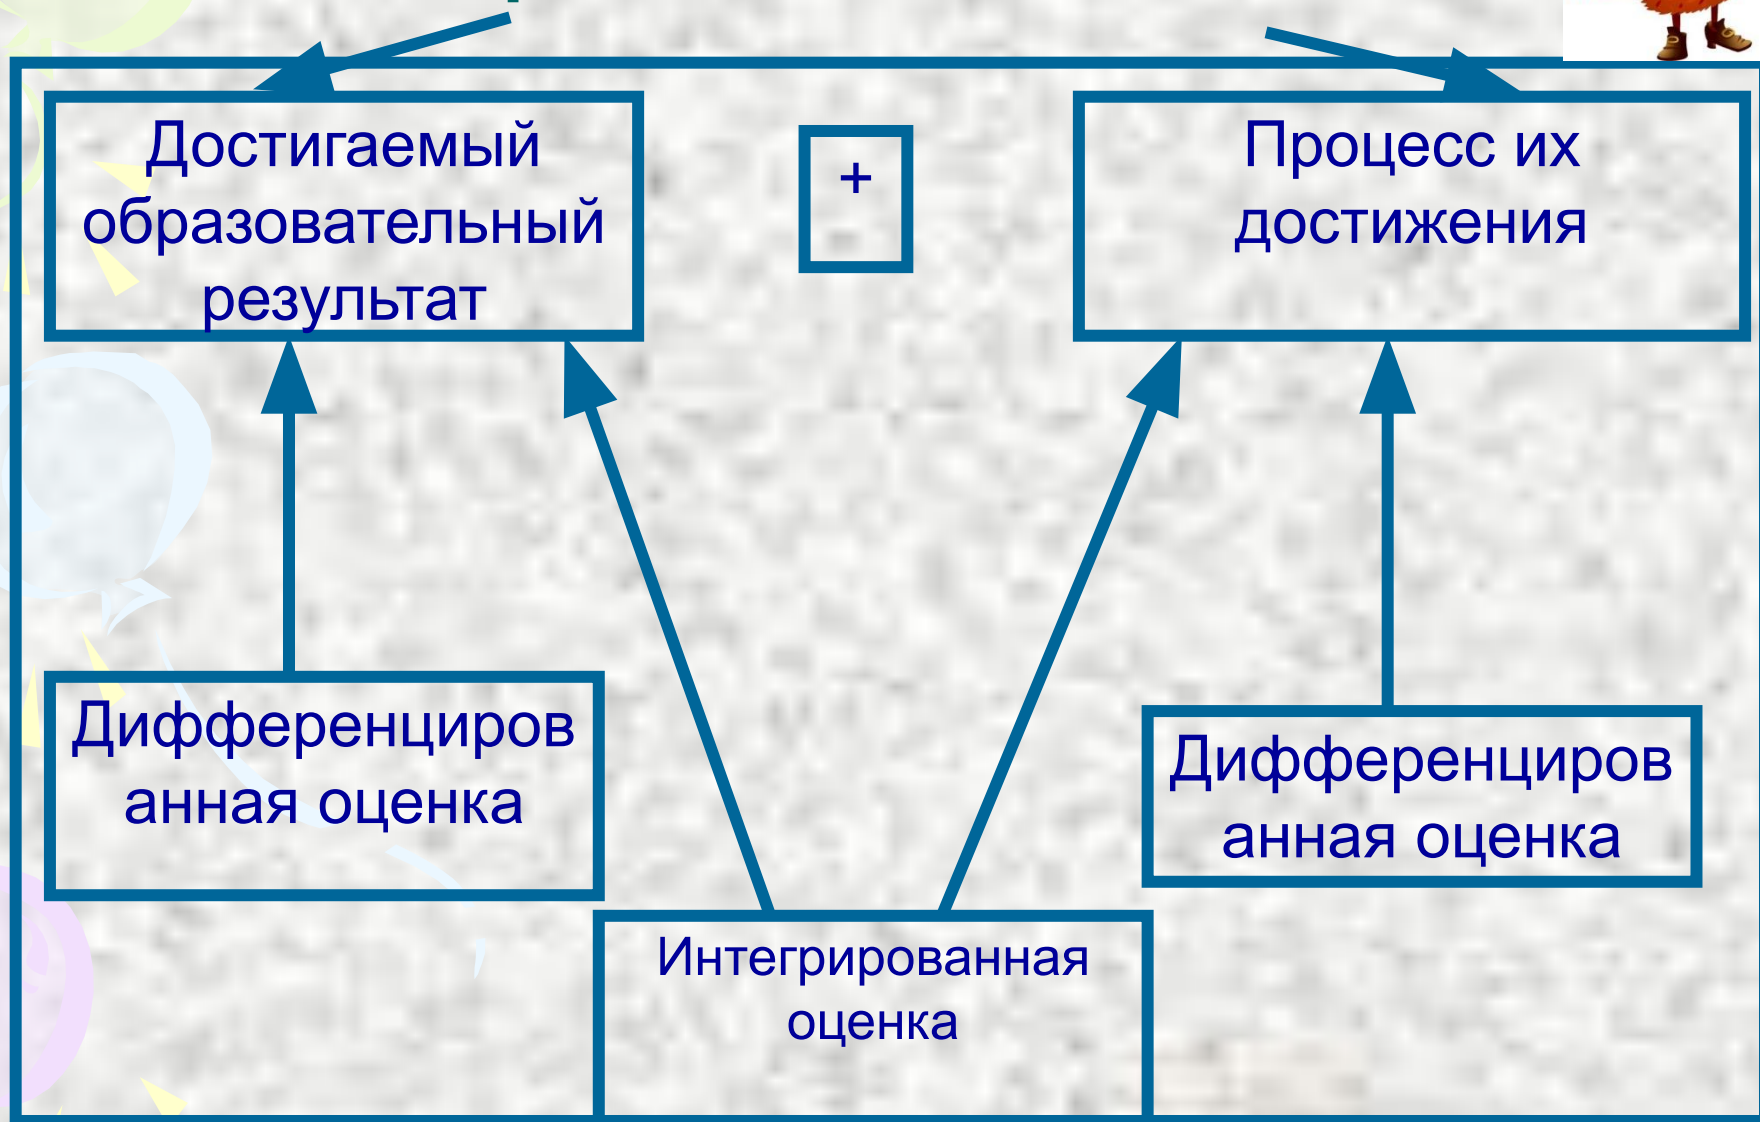 Достигаемый
образовательный
результат
+
Процесс их
достижения
Дифференциров
анная оценка
Дифференциров
анная оценка
Интегрированная
оценка